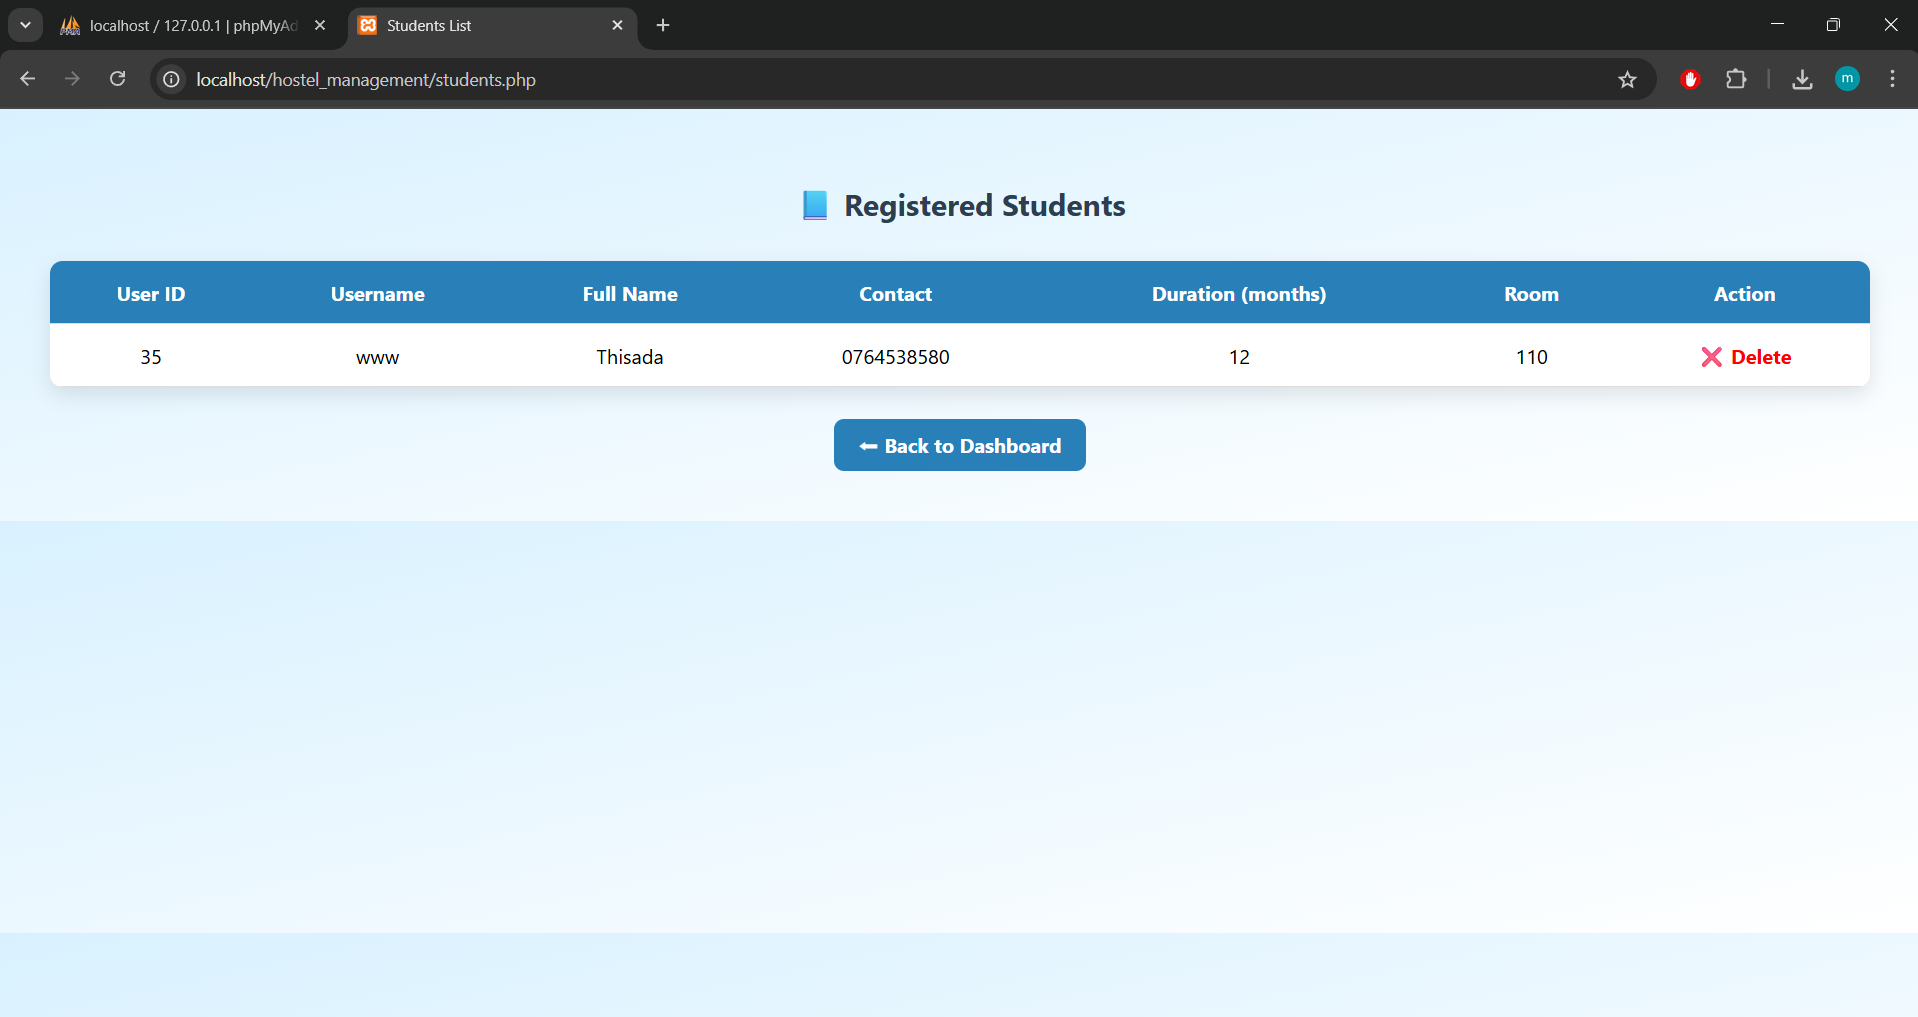 localhost / 127.0.0.1 | phpMyAd
Students List
localhost/hostel_management/students.php
m
Registered Students
User ID Username Full Name Contact Duration (months) Room Action
35 www Thisada 0764538580 12 110 ❌ Delete
⬅ Back to Dashboard